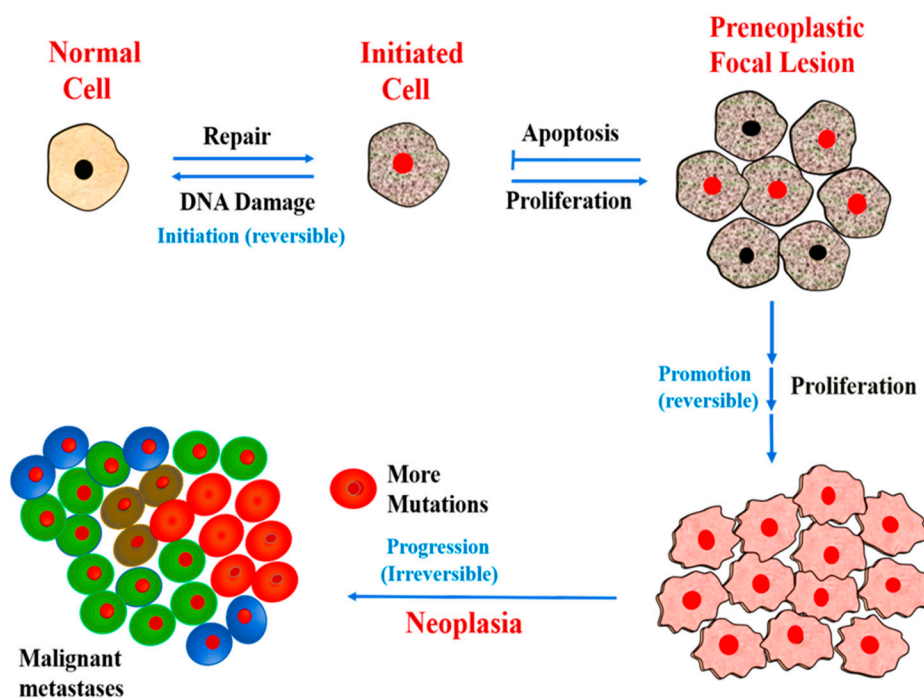 Normal
Cell
Initiated
Cell
Preneoplastic
Focal Lesion
Repair
DNA Damage
Initiation (reversible)
Apoptosis
Proliferation
Promotion
(reversible)
Proliferation
More
Mutations
Progression
(Irreversible)
Neoplasia
Malignant
metastases